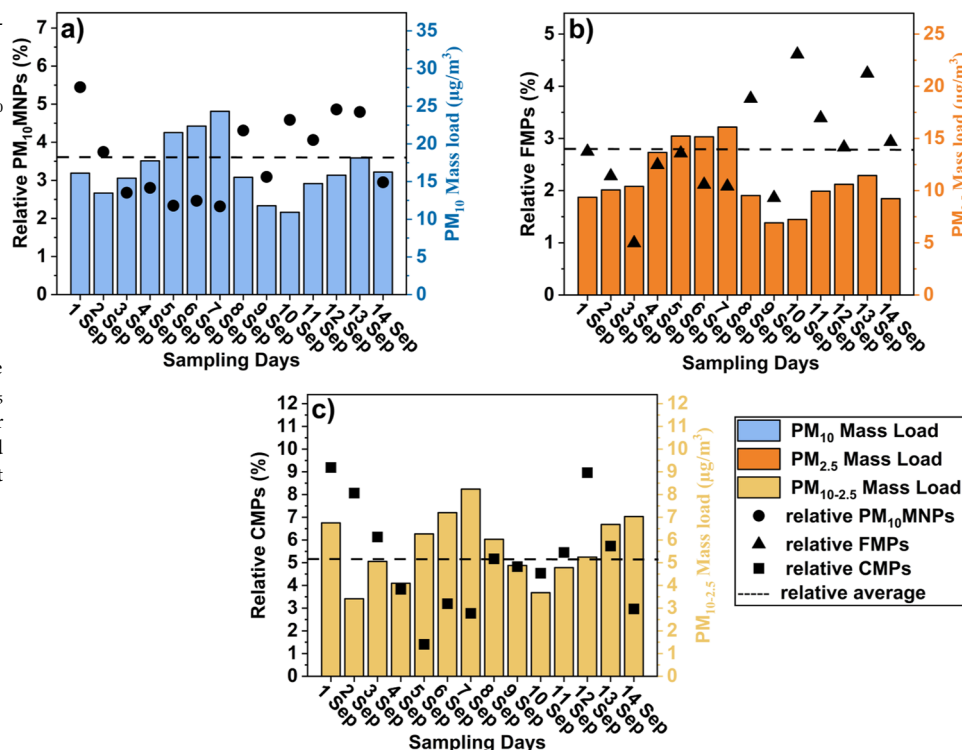 a)
Relative PM₁₀MNPs (%)
7
6
5
4
3
2
1
0
35
30
25
20
15
10
5
0
PM₁₀ Mass load (µg/m³)
1 Sep
2 Sep
3 Sep
4 Sep
5 Sep
6 Sep
7 Sep
8 Sep
9 Sep
10 Sep
11 Sep
12 Sep
13 Sep
14 Sep
Sampling Days
b)
Relative FMPs (%)
5
4
3
2
1
0
25
20
15
10
5
0
Mass load (µg/m³)
1 Sep
2 Sep
3 Sep
4 Sep
5 Sep
6 Sep
7 Sep
8 Sep
9 Sep
10 Sep
11 Sep
12 Sep
13 Sep
14 Sep
Sampling Days
c)
Relative CMPs (%)
12
11
10
9
8
7
6
5
4
3
2
1
0
12
11
10
9
8
7
6
5
4
3
2
1
0
PM₁₀₋₂.₅ Mass load (µg/m³)
1 Sep
2 Sep
3 Sep
4 Sep
5 Sep
6 Sep
7 Sep
8 Sep
9 Sep
10 Sep
11 Sep
12 Sep
13 Sep
14 Sep
Sampling Days
PM₁₀ Mass Load
PM₂.₅ Mass Load
PM₁₀₋₂.₅ Mass Load
relative PM₁₀MNPs
relative FMPs
relative CMPs
relative average